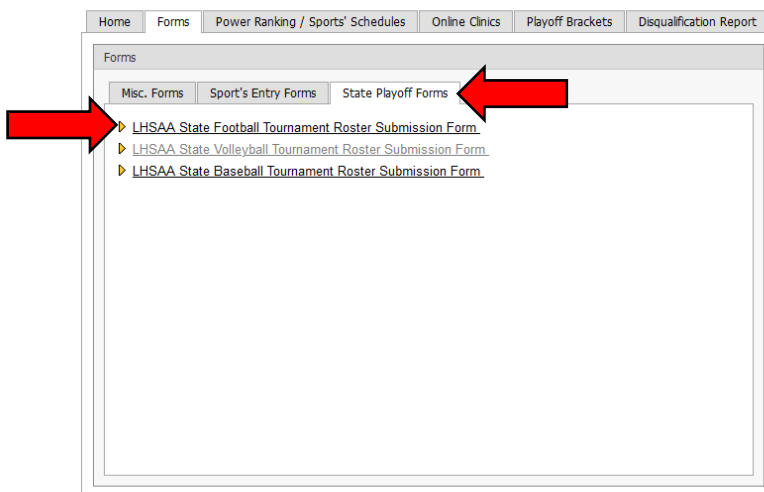 Home Forms Power Ranking / Sports' Schedules Online Clinics Playoff Brackets Disqualification Report
Forms
Misc. Forms Sport's Entry Forms State Playoff Forms
LHSAA State Football Tournament Roster Submission Form
LHSAA State Volleyball Tournament Roster Submission Form
LHSAA State Baseball Tournament Roster Submission Form